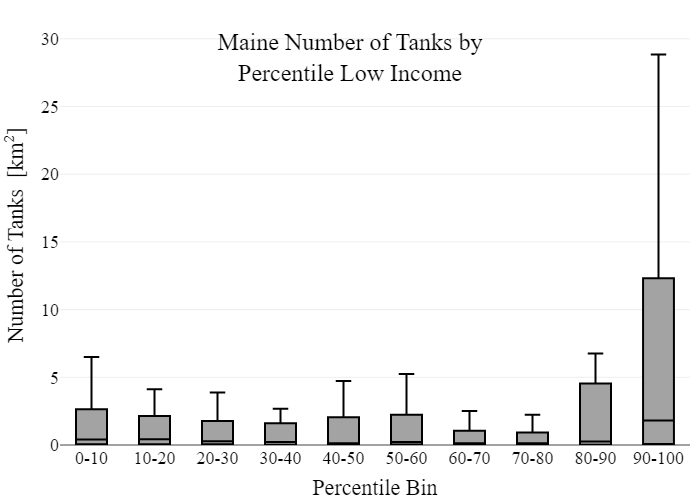 Maine Number of Tanks by
Percentile Low Income
Number of Tanks [km²]
30
25
20
15
10
5
0
0-10 10-20 20-30 30-40 40-50 50-60 60-70 70-80 80-90 90-100
Percentile Bin